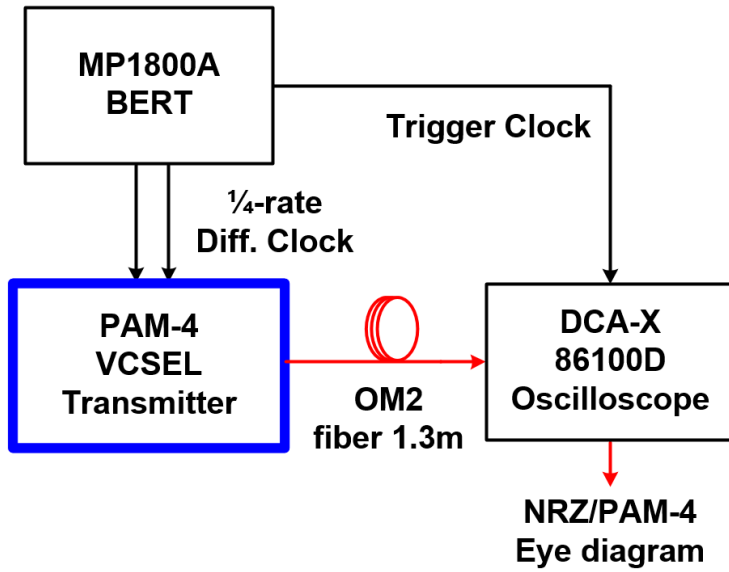 MP1800A
BERT
Trigger Clock
¼-rate
Diff. Clock
PAM-4
VCSEL
Transmitter
OM2
fiber 1.3m
DCA-X
86100D
Oscilloscope
NRZ/PAM-4
Eye diagram